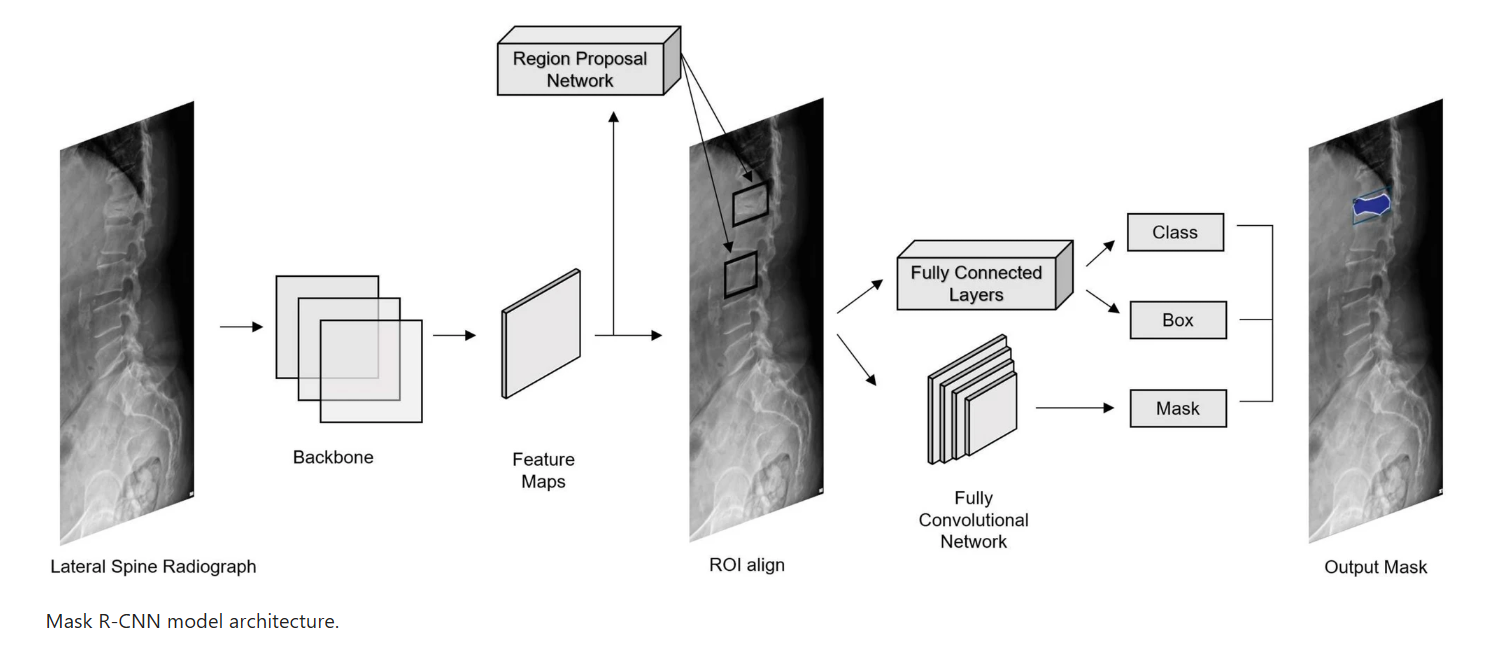 Region Proposal
Network
Fully Connected
Layers
Class
Box
Mask
Backbone
Feature
Maps
Fully
Convolutional
Network
Lateral Spine Radiograph
ROI align
Output Mask
Mask R-CNN model architecture.